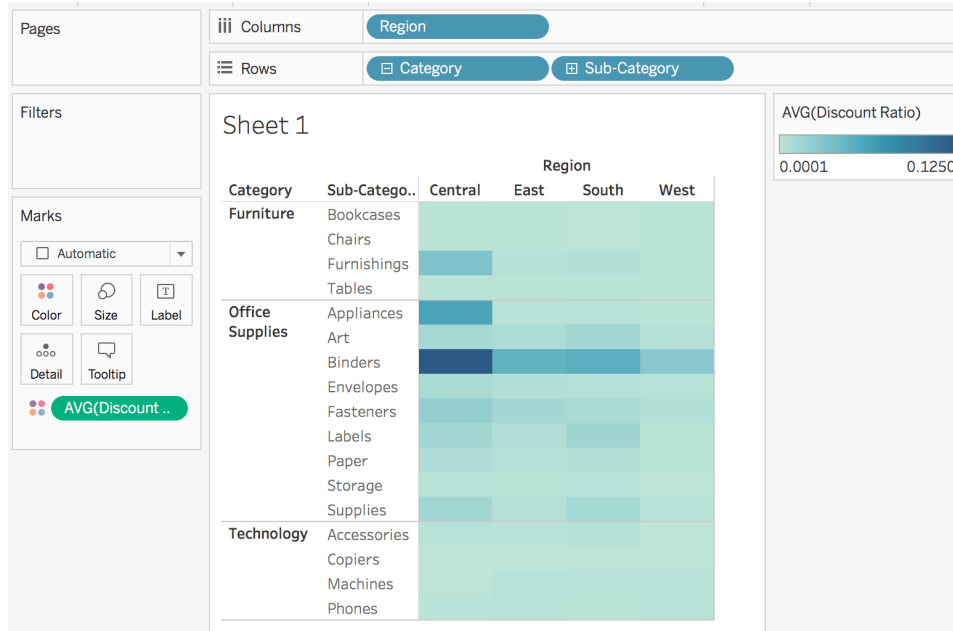 Pages
Columns
Region
Rows
Category
Sub-Category
Filters
Sheet 1
AVG(Discount Ratio)
0.0001 0.1250
Region
Category Sub-Catego.. Central East South West
Marks
Automatic
Color Size Label
Detail Tooltip
AVG(Discount ..
Furniture Bookcases
Chairs
Furnishings
Tables
Office Appliances
Supplies Art
Binders
Envelopes
Fasteners
Labels
Paper
Storage
Supplies
Technology Accessories
Copiers
Machines
Phones